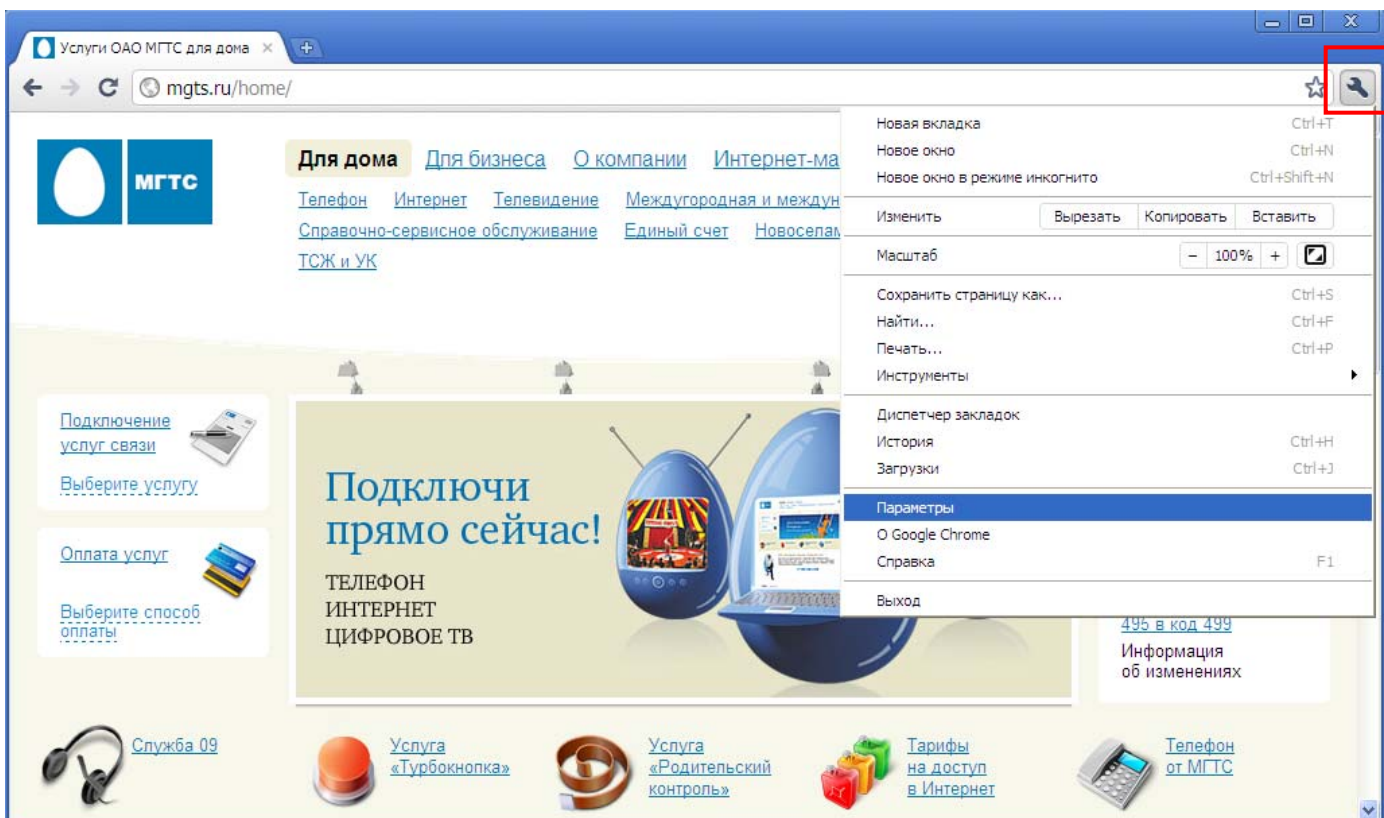 Услуги ОАО МГТС для дома
mgts.ru/home/
МГТС
Для дома Для бизнеса О компании Интернет-ма
Телефон Интернет Телевидение Междугородная и междун
Справочно-сервисное обслуживание Единый счет Новоселам
ТСЖ и УК
Новая вкладка Ctrl+T
Новое окно Ctrl+N
Новое окно в режиме инкогнито Ctrl+Shift+N
Изменить Вырезать Копировать Вставить
Масштаб - 100% +
Сохранить страницу как... Ctrl+S
Найти... Ctrl+F
Печать... Ctrl+P
Инструменты
Диспетчер закладок
История Ctrl+H
Загрузки Ctrl+J
Параметры
О Google Chrome
Справка F1
Выход
Подключение
услуг связи
Выберите услугу
Оплата услуг
Выберите способ
оплаты
Подключи
прямо сейчас!
ТЕЛЕФОН
ИНТЕРНЕТ
ЦИФРОВОЕ ТВ
495 в код 499
Информация
об изменениях
Служба 09
Услуга
«Турбокнопка»
Услуга
«Родительский
контроль»
Тарифы
на доступ
в Интернет
Телефон
от МГТС